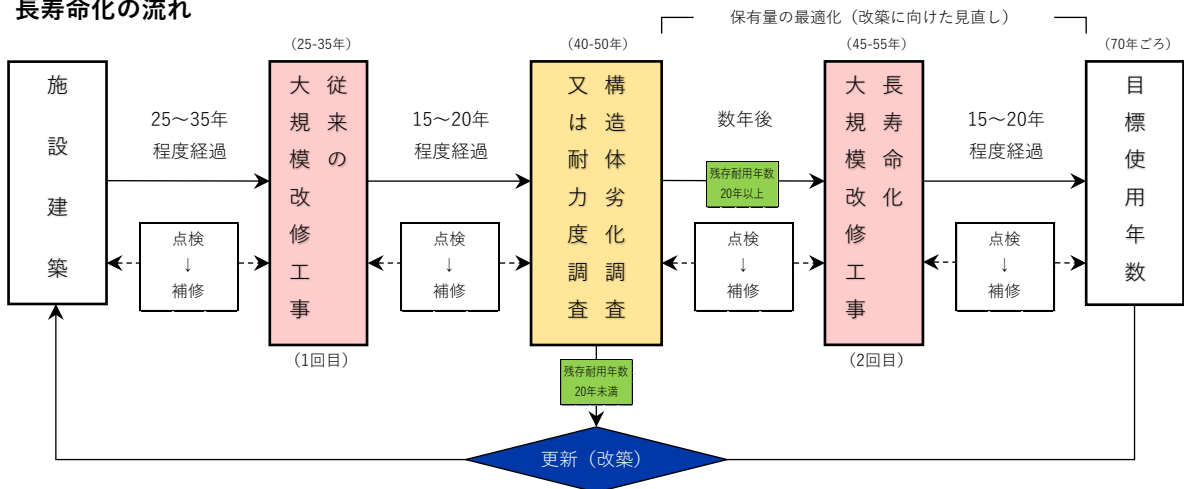 長寿命化の流れ
保有量の最適化（改築に向けた見直し）
(25-35年)
(40-50年)
(45-55年)
(70年ごろ)
施設建築
25～35年
程度経過
従来の
大規模改修工事
15～20年
程度経過
構造体劣化調査
又は耐力度調査
数年後
残存耐用年数
20年以上
長寿命化
大規模改修工事
15～20年
程度経過
目標使用年数
点検
↓
補修
点検
↓
補修
点検
↓
補修
点検
↓
補修
(1回目)
(2回目)
残存耐用年数
20年未満
更新（改築）